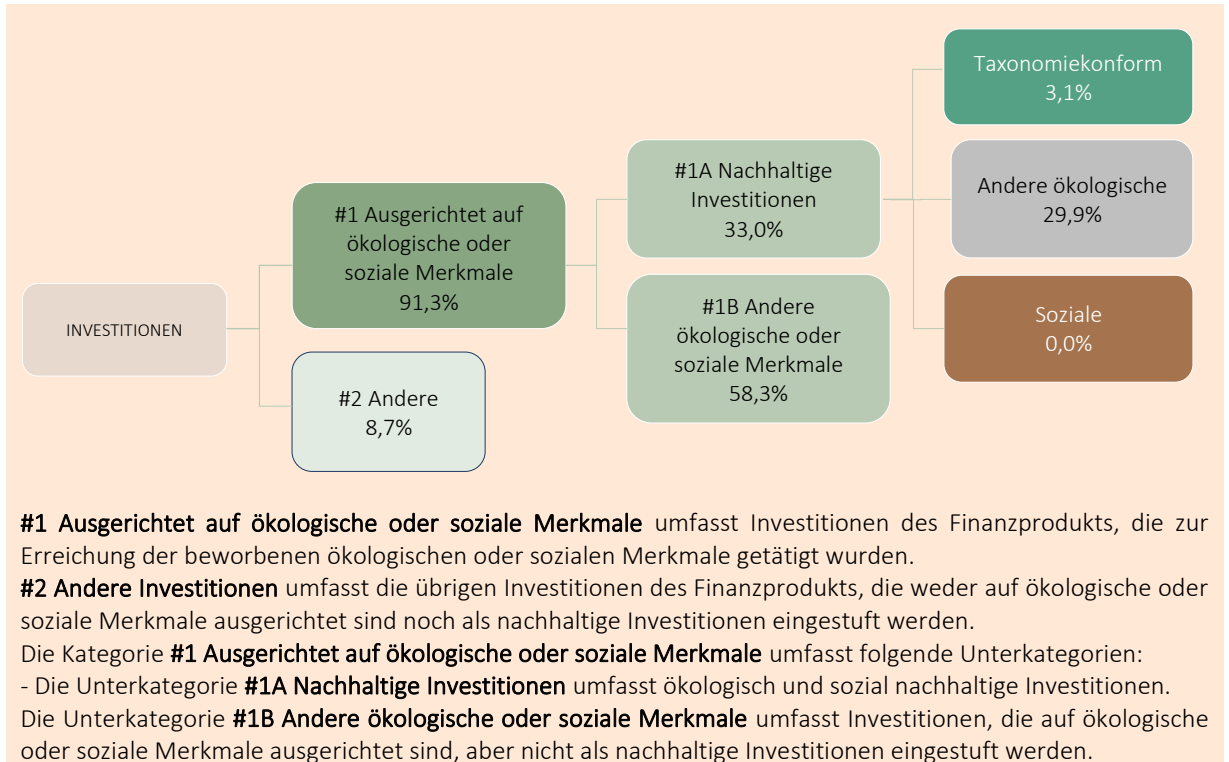 Taxonomiekonform
3,1%
#1A Nachhaltige
Investitionen
33,0%
Andere ökologische
29,9%
#1 Ausgerichtet auf
ökologische oder
soziale Merkmale
91,3%
#1B Andere
ökologische oder
soziale Merkmale
58,3%
Soziale
0,0%
INVESTITIONEN
#2 Andere
8,7%
#1 Ausgerichtet auf ökologische oder soziale Merkmale umfasst Investitionen des Finanzprodukts, die zur
Erreichung der beworbenen ökologischen oder sozialen Merkmale getätigt wurden.
#2 Andere Investitionen umfasst die übrigen Investitionen des Finanzprodukts, die weder auf ökologische oder
soziale Merkmale ausgerichtet sind noch als nachhaltige Investitionen eingestuft werden.
Die Kategorie #1 Ausgerichtet auf ökologische oder soziale Merkmale umfasst folgende Unterkategorien:
- Die Unterkategorie #1A Nachhaltige Investitionen umfasst ökologisch und sozial nachhaltige Investitionen.
Die Unterkategorie #1B Andere ökologische oder soziale Merkmale umfasst Investitionen, die auf ökologische
oder soziale Merkmale ausgerichtet sind, aber nicht als nachhaltige Investitionen eingestuft werden.